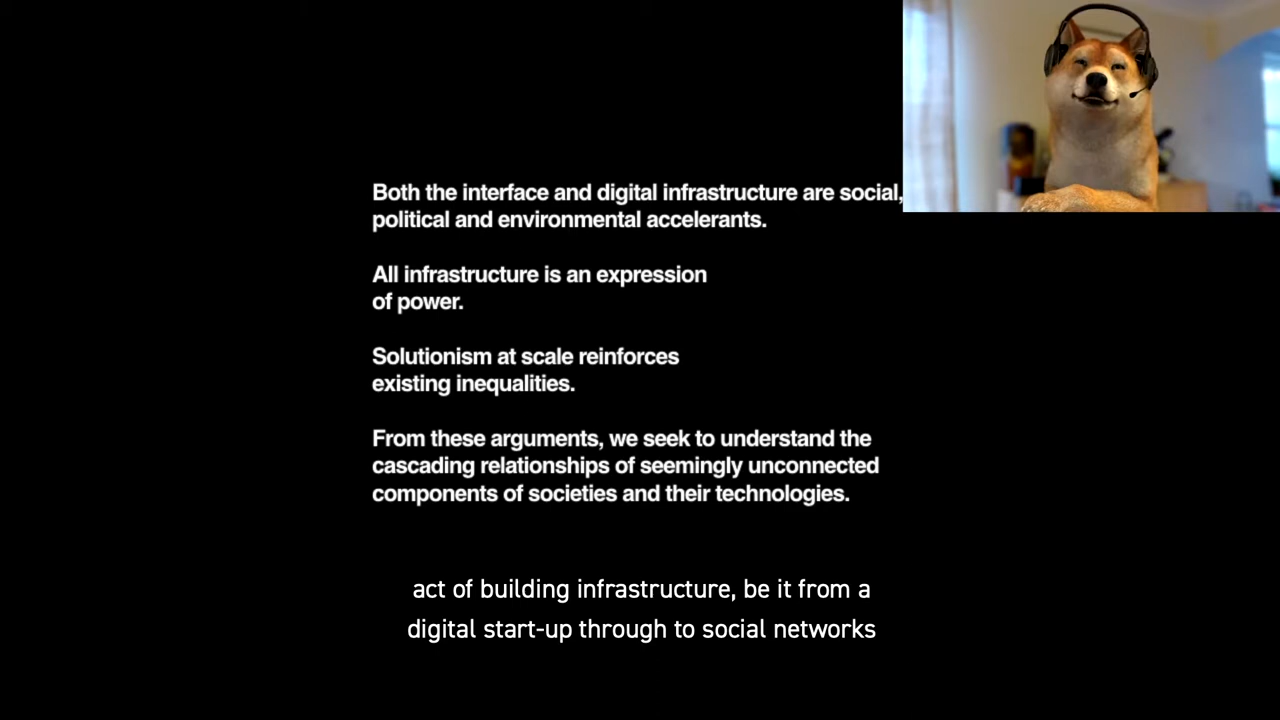 Both the interface and digital infrastructure are social,
political and environmental accelerants.
All infrastructure is an expression
of power.
Solutionism at scale reinforces
existing inequalities.
From these arguments, we seek to understand the
cascading relationships of seemingly unconnected
components of societies and their technologies.
act of building infrastructure, be it from a
digital start-up through to social networks